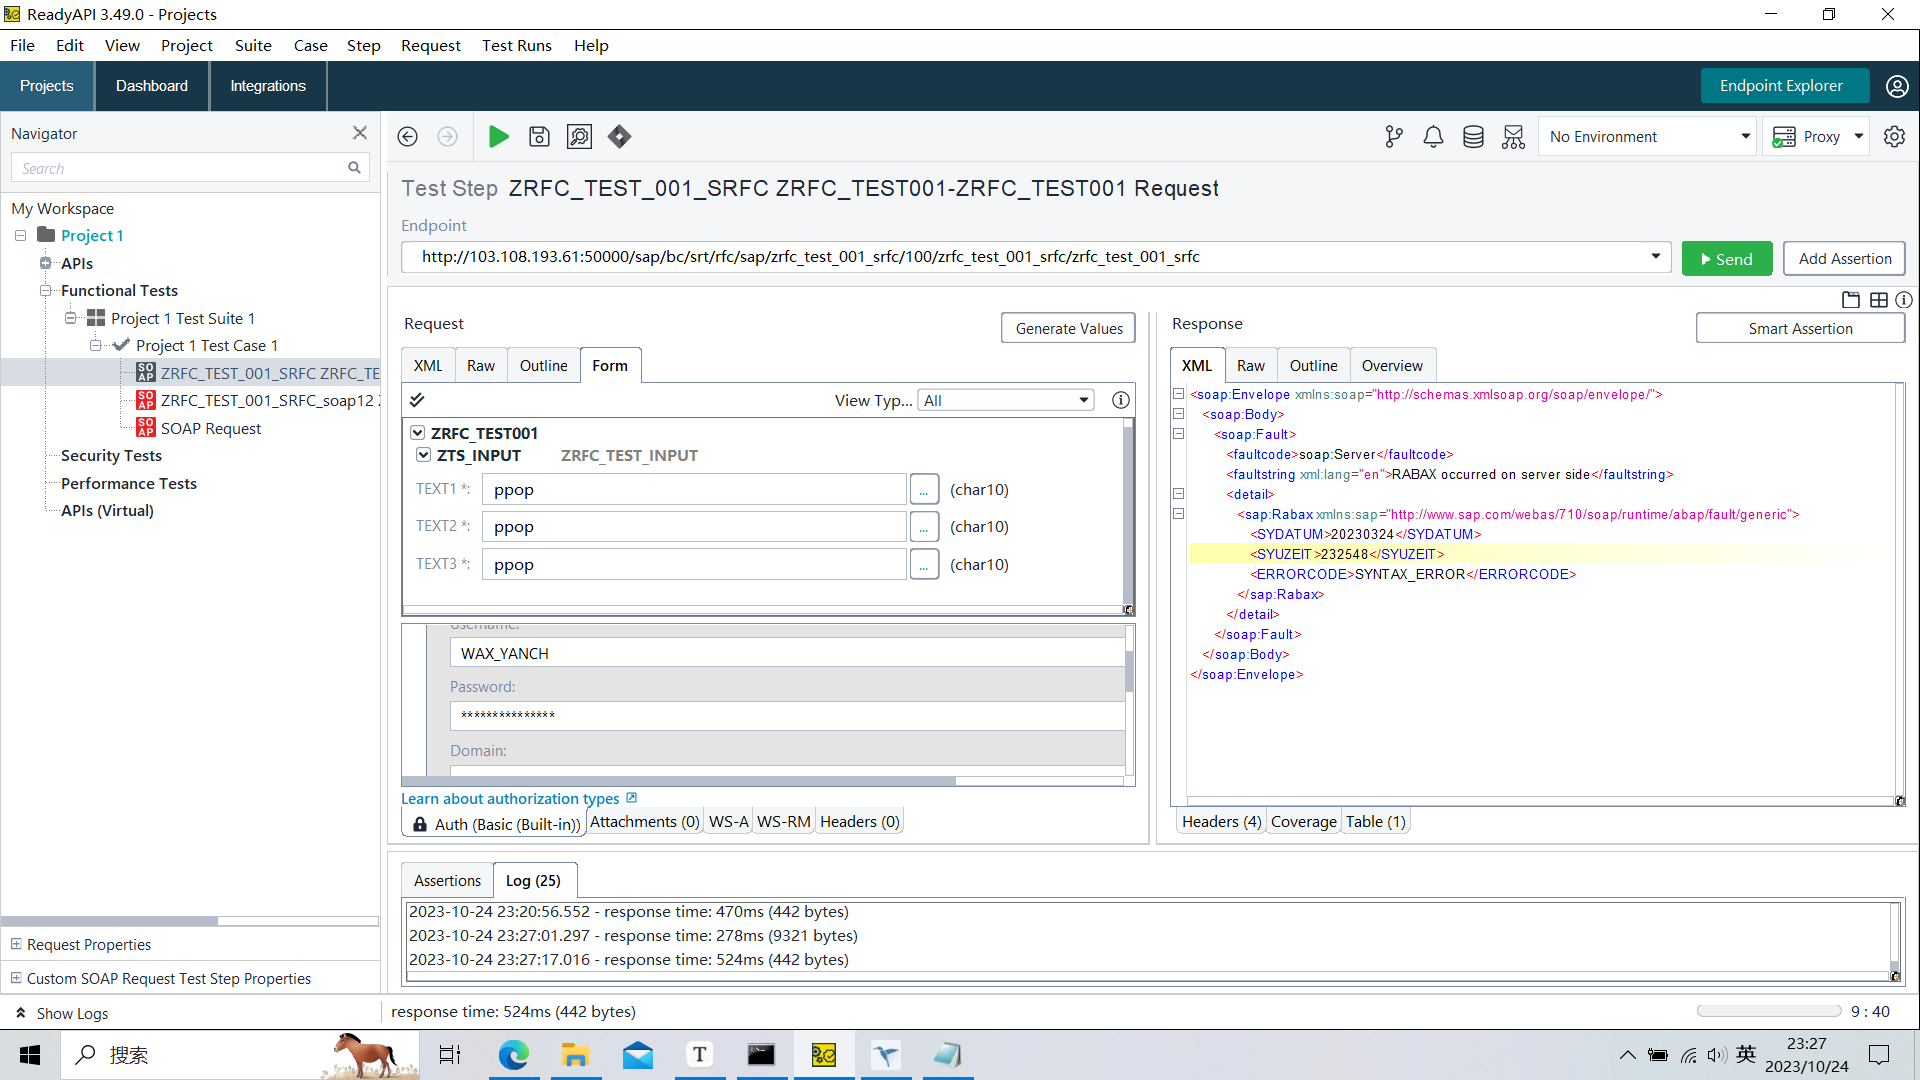 ReadyAPI 3.49.0 - Projects
File Edit View Project Suite Case Step Request Test Runs Help
Projects Dashboard Integrations Endpoint Explorer
Navigator
No Environment Proxy
Search
Test Step ZRFC_TEST_001_SRFC ZRFC_TEST001-ZRFC_TEST001 Request
My Workspace
Endpoint
Project 1
http://103.108.193.61:50000/sap/bc/srt/rfc/sap/zrfc_test_001_srfc/100/zrfc_test_001_srfc/zrfc_test_001_srfc
Send Add Assertion
APIs
Functional Tests
Project 1 Test Suite 1
Project 1 Test Case 1
ZRFC_TEST_001_SRFC ZRFC_TE
ZRFC_TEST_001_SRFC_soap12
SOAP Request
SO AP
SO AP
SO AP
Security Tests
Performance Tests
APIs (Virtual)
Request Generate Values
XML Raw Outline Form
View Typ... All
ZRFC_TEST001
ZTS_INPUT ZRFC_TEST_INPUT
TEXT1 *: ppop ... (char10)
TEXT2 *: ppop ... (char10)
TEXT3 *: ppop ... (char10)
Username:
WAX_YANCH
Password:
***************
Domain:
Learn about authorization types
Auth (Basic (Built-in)) Attachments (0) WS-A WS-RM Headers (0)
Response Smart Assertion
XML Raw Outline Overview
<soap:Envelope xmlns:soap="http://schemas.xmlsoap.org/soap/envelope/">
<soap:Body>
<soap:Fault>
<faultcode>soap:Server</faultcode>
<faultstring xml:lang="en">RABAX occurred on server side</faultstring>
<detail>
<sap:Rabax xmlns:sap="http://www.sap.com/webas/710/soap/runtime/abap/fault/generic">
<SYDATUM>20230324</SYDATUM>
<SYUZEIT>232548</SYUZEIT>
<ERRORCODE>SYNTAX_ERROR</ERRORCODE>
</sap:Rabax>
</detail>
</soap:Fault>
</soap:Body>
</soap:Envelope>
Headers (4) Coverage Table (1)
Assertions Log (25)
2023-10-24 23:20:56.552 - response time: 470ms (442 bytes)
2023-10-24 23:27:01.297 - response time: 278ms (9321 bytes)
2023-10-24 23:27:17.016 - response time: 524ms (442 bytes)
Request Properties
Custom SOAP Request Test Step Properties
Show Logs
response time: 524ms (442 bytes)
9 : 40
搜索
T
英
23:27
2023/10/24